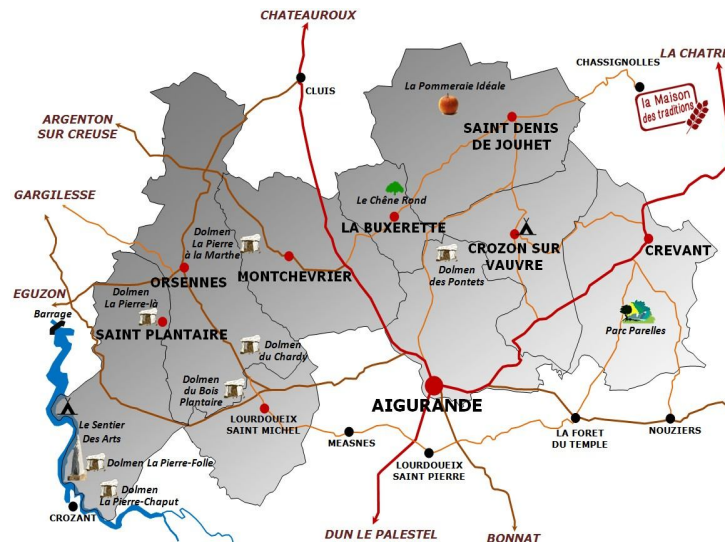 CHATEAUROUX
LA CHATRE
CHASSIGNOLLES
La Pommeraie Idéale
CLUIS
la Maison
des traditions
ARGENTON
SUR CREUSE
SAINT DENIS
DE JOUHET
GARGILESSE
Le Chêne Rond
LA BUXERETTE
Dolmen
La Pierre
à la Marthe
CROZON SUR
VAUVRE
CREVANT
Dolmen
des Pontets
ORSENNES
MONTCHEVRIER
EGUZON
Dolmen
La Pierre-là
Barrage
SAINT PLANTAIRE
Parc Parelles
Dolmen
du Chardy
Dolmen
du Bois
Plantaire
AIGURANDE
LOURDOUEIX
SAINT MICHEL
Le Sentier
Des Arts
MEASNES
LA FORET
DU TEMPLE
NOUZIERS
Dolmen La Pierre-Folle
LOURDOUEIX
SAINT PIERRE
Dolmen
La Pierre-Chaput
CROZANT
DUN LE PALESTEL
BONNAT